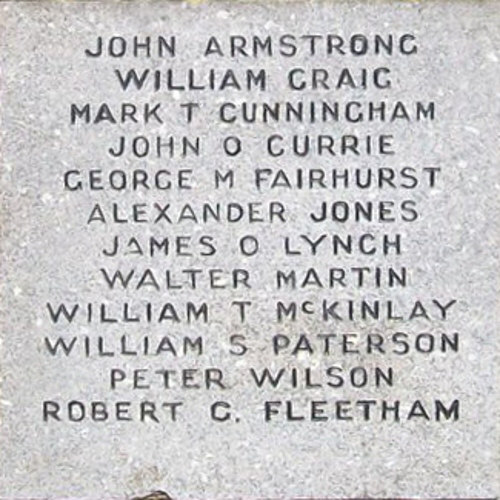 JOHN ARMSTRONG
WILLIAM CRAIG
MARK T CUNNINGHAM
JOHN O CURRIE
GEORGE M FAIRHURST
ALEXANDER JONES
JAMES O LYNCH
WALTER MARTIN
WILLIAM T McKINLAY
WILLIAM S PATERSON
PETER WILSON
ROBERT G. FLEETHAM